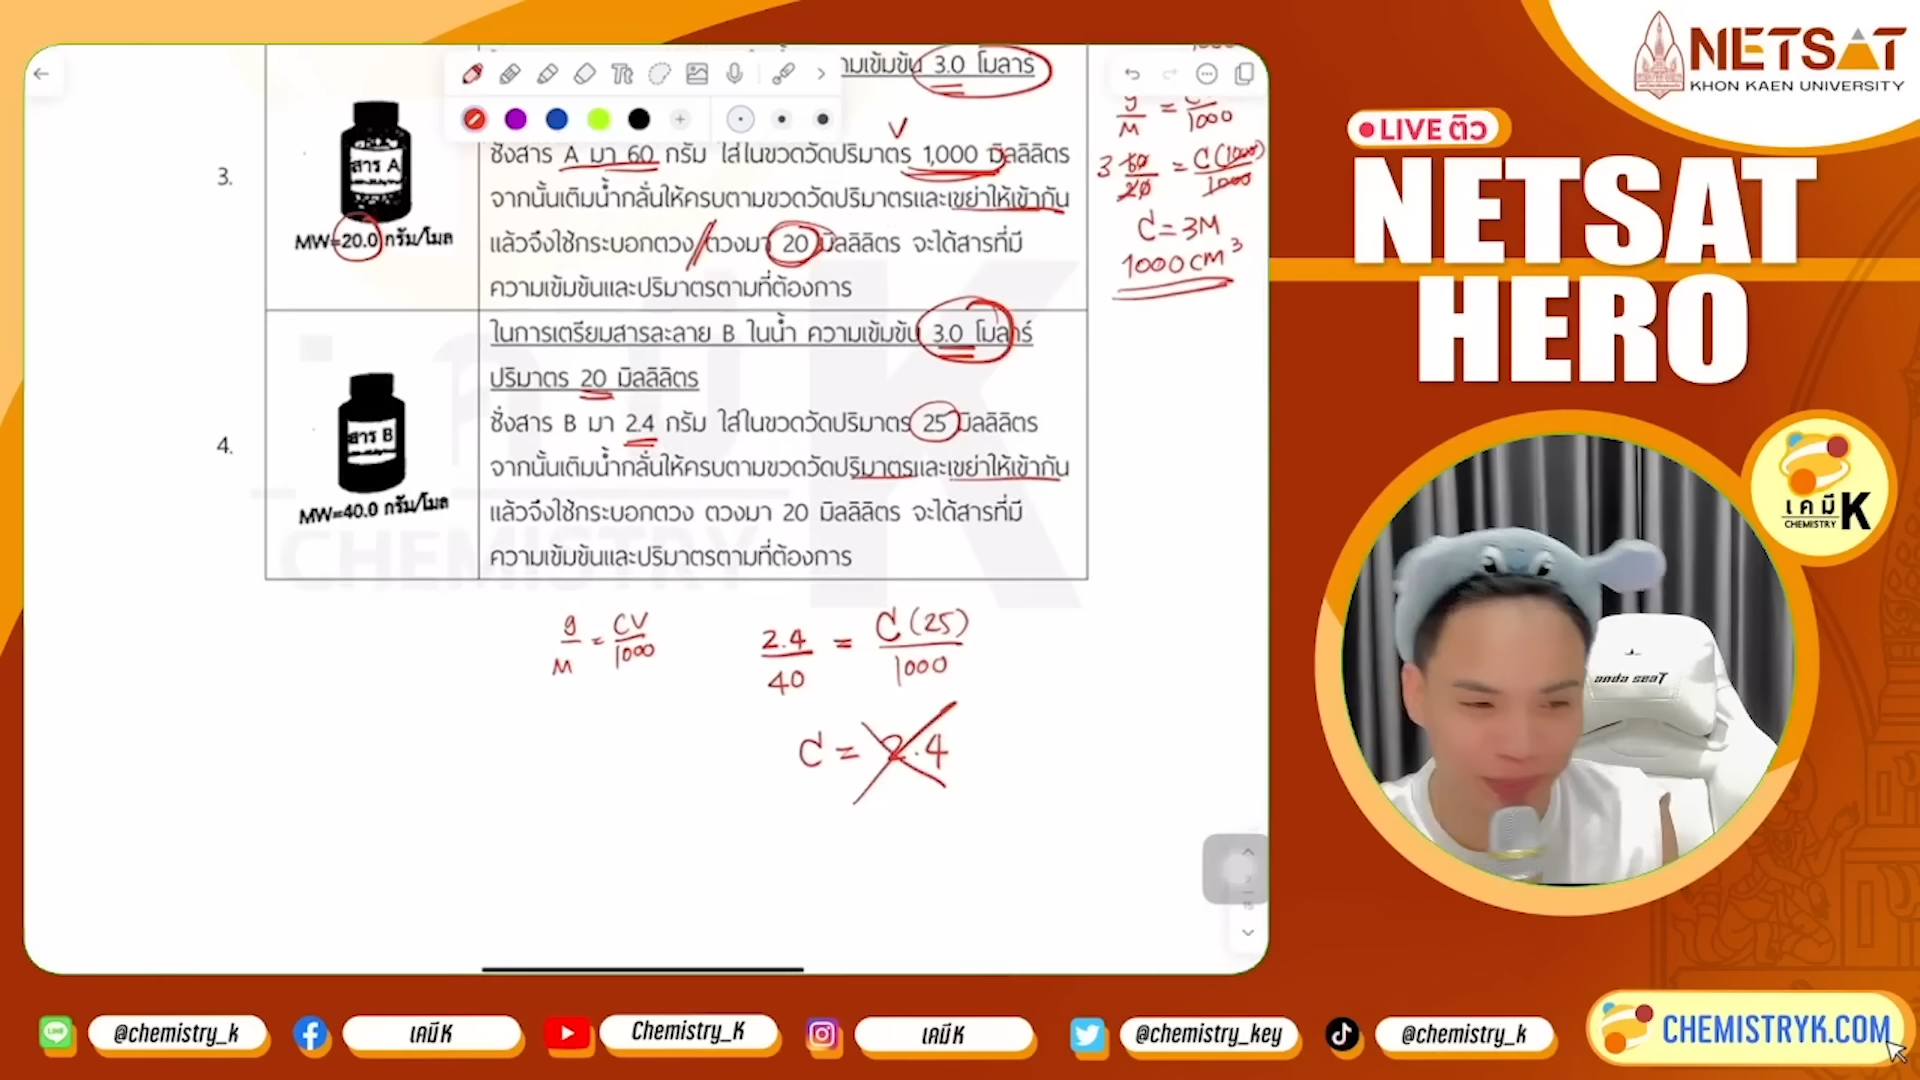 ามเข้มข้น 3.0 โมลาร์
3.
สาร A
MW=20.0 กรัม/โมล
V
ชั่งสาร A มา 60 กรัม ใส่ในขวดวัดปริมาตร 1,000 มิลลิลิตร
จากนั้นเติมน้ำกลั่นให้ครบตามขวดวัดปริมาตรและเขย่าให้เข้ากัน
แล้วจึงใช้กระบอกตวง ตวงมา 20 มิลลิลิตร จะได้สารที่มี
ความเข้มข้นและปริมาตรตามที่ต้องการ
g/M = /1000
3 60/20 = C(1000)/1000
C = 3M
1000 cm³
4.
สาร B
MW=40.0 กรัม/โมล
ในการเตรียมสารละลาย B ในน้ำ ความเข้มข้น 3.0 โมลาร์
ปริมาตร 20 มิลลิลิตร
ชั่งสาร B มา 2.4 กรัม ใส่ในขวดวัดปริมาตร 25 มิลลิลิตร
จากนั้นเติมน้ำกลั่นให้ครบตามขวดวัดปริมาตรและเขย่าให้เข้ากัน
แล้วจึงใช้กระบอกตวง ตวงมา 20 มิลลิลิตร จะได้สารที่มี
ความเข้มข้นและปริมาตรตามที่ต้องการ
K
CHEMISTRY
g/M = CV/1000
2.4/40 = C(25)/1000
C = 2.4
NETSAT
KHON KAEN UNIVERSITY
LIVE ติว
NETSAT
HERO
เคมี K
CHEMISTRY
anda seaT
@chemistry_k
เคมี K
Chemistry_K
เคมี K
@chemistry_key
@chemistry_k
CHEMISTRYK.COM